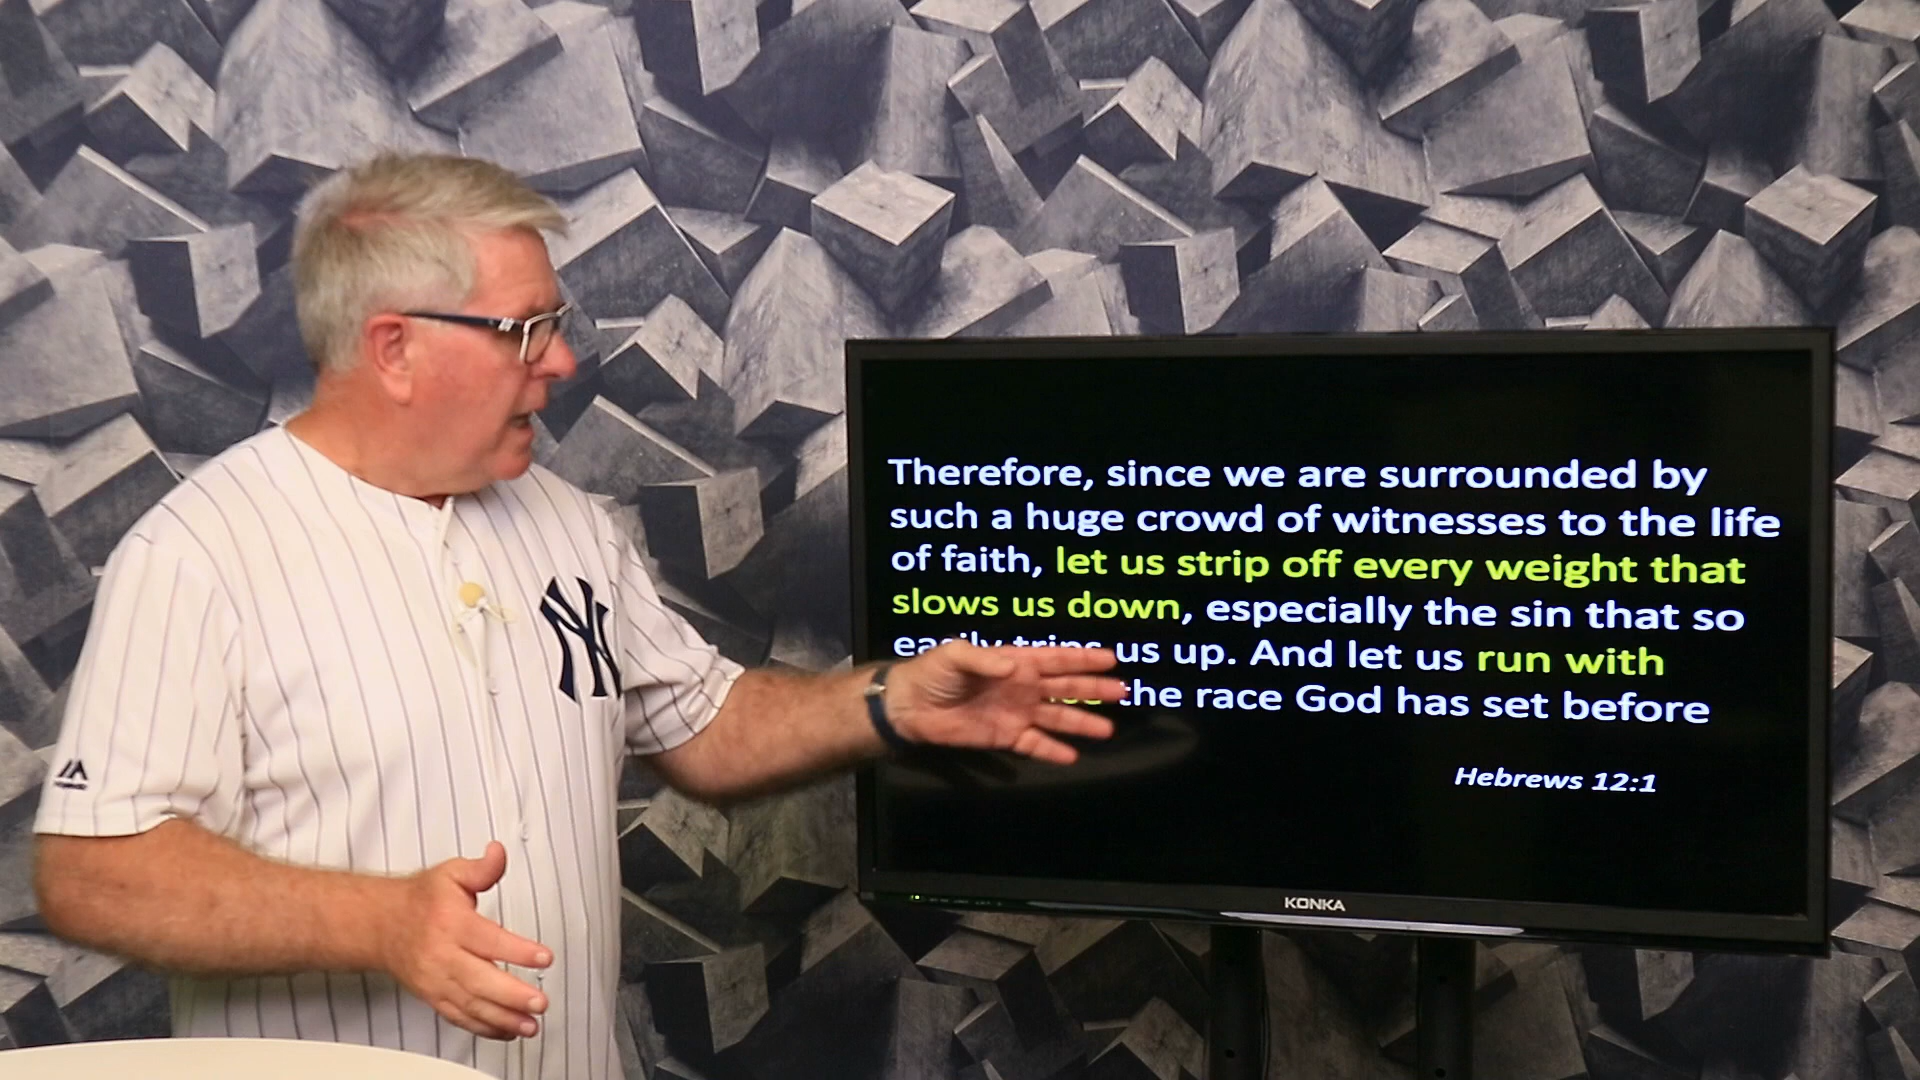 Therefore, since we are surrounded by
such a huge crowd of witnesses to the life
of faith, let us strip off every weight that
slows us down, especially the sin that so
easily trips us up. And let us run with
the race God has set before
Hebrews 12:1
KONKA
NY